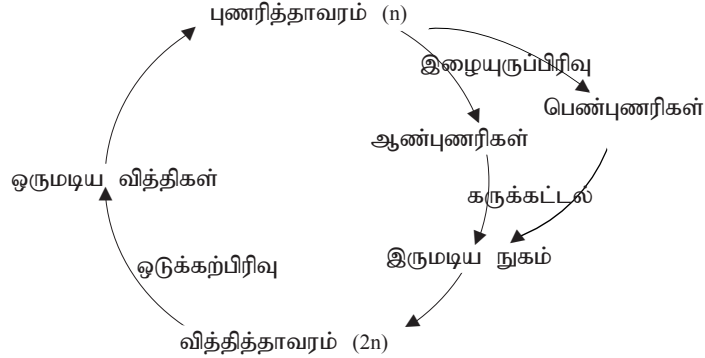 புணரித்தாவரம் (n)
இழையுருப்பிரிவு
பெண்புணரிகள்
ஆண்புணரிகள்
ஒருமடிய வித்திகள்
கருக்கட்டல்
இருமடிய நுகம்
ஒடுக்கற்பிரிவு
வித்தித்தாவரம் (2n)